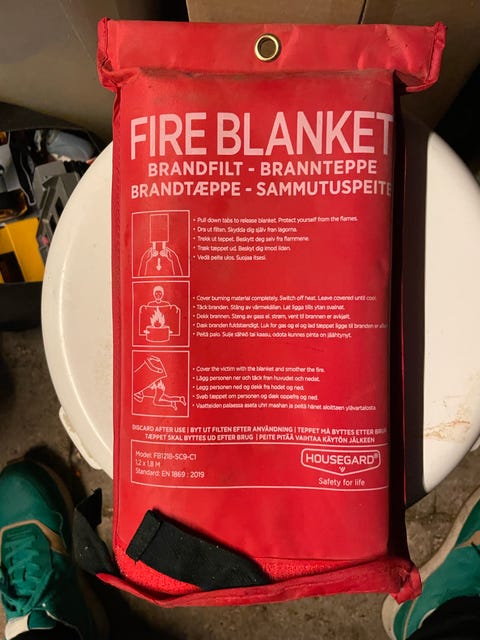 FIRE BLANKET
BRANDFILT - BRANNTEPPE
BRANDTÆPPE - SAMMUTUSPEITE
• Pull down tabs to release blanket. Protect yourself from the flames.
• Dra ut filten. Skydda dig själv från lågorna.
• Trekk ut teppet. Beskytt deg selv fra flammene.
• Træk tæppet ud. Beskyt dig imod ilden.
• Vedä peite ulos. Suojaa itsesi.
• Cover burning material completely. Switch off heat. Leave covered until cool.
• Täck branden. Stäng av värmekällan. Låt ligga tills ytan svalnat.
• Dekk brannen. Steng av gass el. strøm, vent til brannen er avkjølt.
• Dæk branden fuldstændigt. Luk for gas og el og lad tæppet ligge til branden er
• Peitä palo. Sulje sähkö tai kaasu, odota kunnes pinta on jäähtynyt.
• Cover the victim with the blanket and smother the fire.
• Lägg personen ner och täck från huvudet och nedåt.
• Legg personen ned og dekk fra hodet og ned.
• Svøb tæppet om personen og dæk oppefra og ned.
• Vaatteiden palaessa aseta uhri maahan ja peitä hänet aloittaen ylävartalosta
DISCARD AFTER USE | BYT UT FILTEN EFTER ANVÄNDNING | TEPPET MÅ BYTTES ETTER BRUK
TÆPPET SKAL BYTTES UD EFTER BRUG | PEITE PITÄÄ VAIHTAA KÄYTÖN JÄLKEEN
Model: FB1218-SC9-C1
1,2 x 1,8 M
Standard: EN 1869 : 2019
HOUSEGARD®
Safety for life